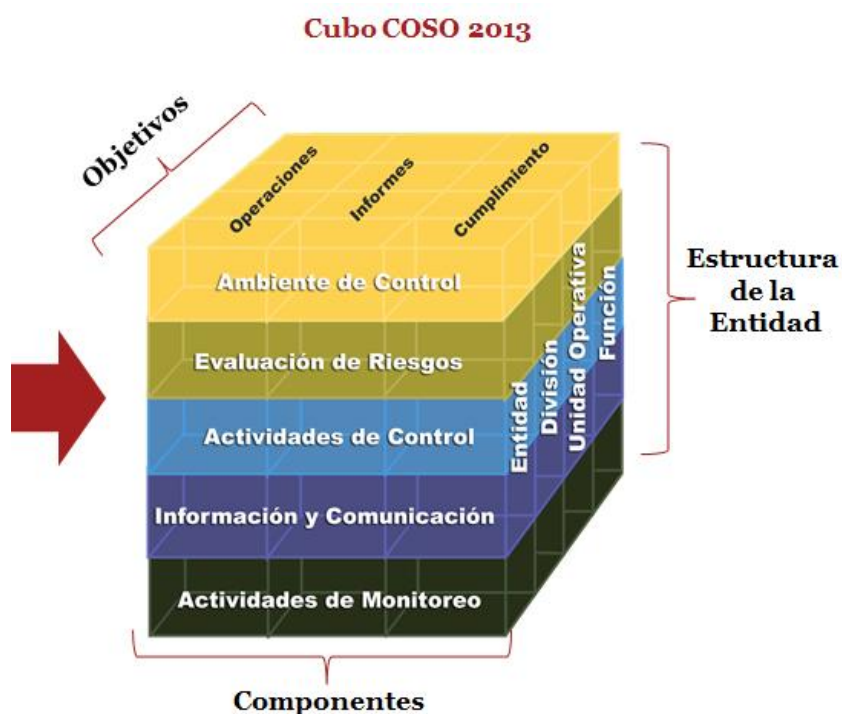 Cubo COSO 2013
Objetivos
Operaciones
Informes
Cumplimiento
Ambiente de Control
Evaluación de Riesgos
Actividades de Control
Información y Comunicación
Actividades de Monitoreo
Entidad
División
Unidad Operativa
Función
Estructura
de la
Entidad
Componentes